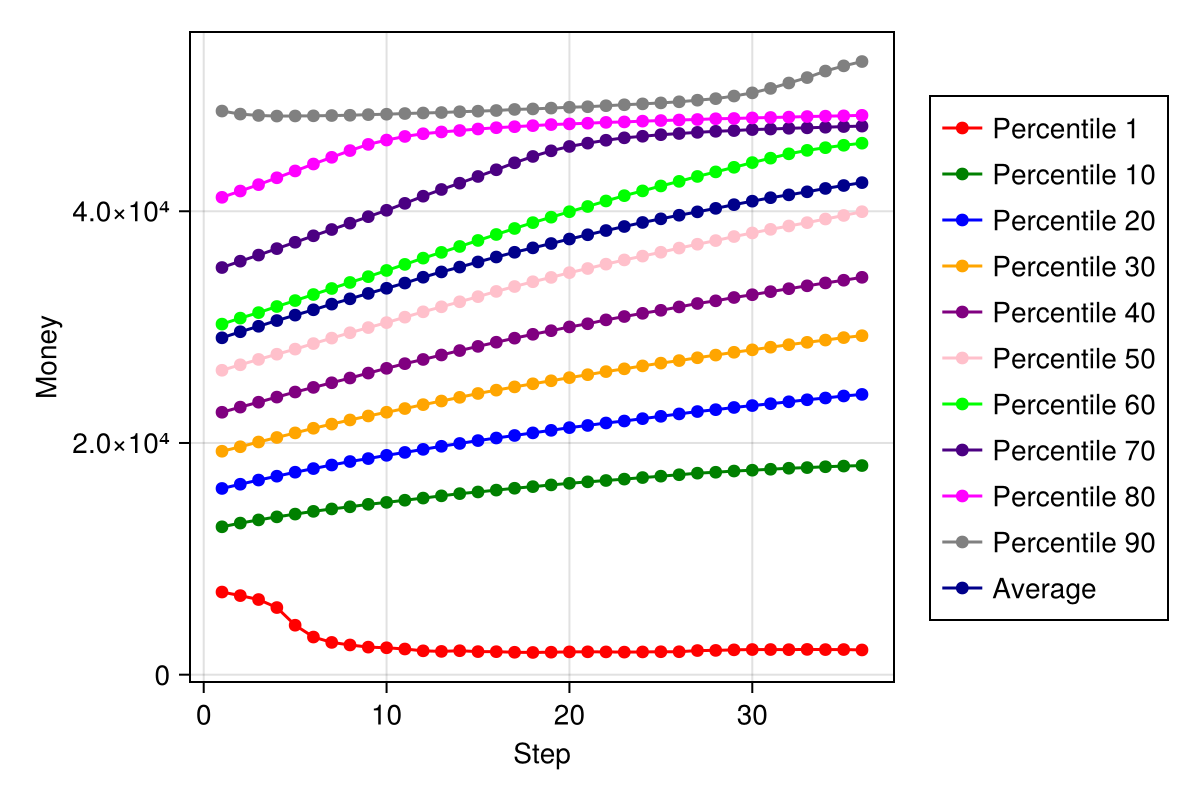 Money
4.0×10⁴
2.0×10⁴
0
0 10 20 30
Step
Percentile 1
Percentile 10
Percentile 20
Percentile 30
Percentile 40
Percentile 50
Percentile 60
Percentile 70
Percentile 80
Percentile 90
Average